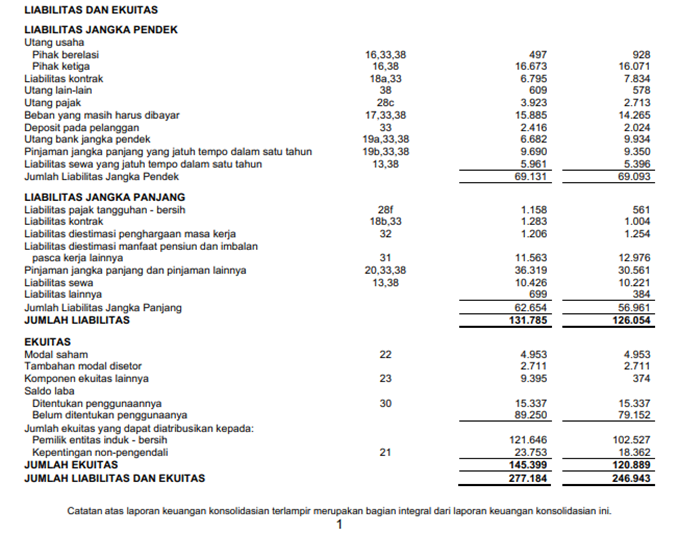 LIABILITAS DAN EKUITAS
LIABILITAS JANGKA PENDEK
Utang usaha
Pihak berelasi 16,33,38 497 928
Pihak ketiga 16,38 16.673 16.071
Liabilitas kontrak 18a,33 6.795 7.834
Utang lain-lain 38 609 578
Utang pajak 28c 3.923 2.713
Beban yang masih harus dibayar 17,33,38 15.885 14.265
Deposit pada pelanggan 33 2.416 2.024
Utang bank jangka pendek 19a,33,38 6.682 9.934
Pinjaman jangka panjang yang jatuh tempo dalam satu tahun 19b,33,38 9.690 9.350
Liabilitas sewa yang jatuh tempo dalam satu tahun 13,38 5.961 5.396
Jumlah Liabilitas Jangka Pendek 69.131 69.093
LIABILITAS JANGKA PANJANG
Liabilitas pajak tangguhan - bersih 28f 1.158 561
Liabilitas kontrak 18b,33 1.283 1.004
Liabilitas diestimasi penghargaan masa kerja 32 1.206 1.254
Liabilitas diestimasi manfaat pensiun dan imbalan
pasca kerja lainnya 31 11.563 12.976
Pinjaman jangka panjang dan pinjaman lainnya 20,33,38 36.319 30.561
Liabilitas sewa 13,38 10.426 10.221
Liabilitas lainnya 699 384
Jumlah Liabilitas Jangka Panjang 62.654 56.961
JUMLAH LIABILITAS 131.785 126.054
EKUITAS
Modal saham 22 4.953 4.953
Tambahan modal disetor 2.711 2.711
Komponen ekuitas lainnya 23 9.395 374
Saldo laba
Ditentukan penggunaannya 30 15.337 15.337
Belum ditentukan penggunaanya 89.250 79.152
Jumlah ekuitas yang dapat diatribusikan kepada:
Pemilik entitas induk - bersih 121.646 102.527
Kepentingan non-pengendali 21 23.753 18.362
JUMLAH EKUITAS 145.399 120.889
JUMLAH LIABILITAS DAN EKUITAS 277.184 246.943
Catatan atas laporan keuangan konsolidasian terlampir merupakan bagian integral dari laporan keuangan konsolidasian ini.
1